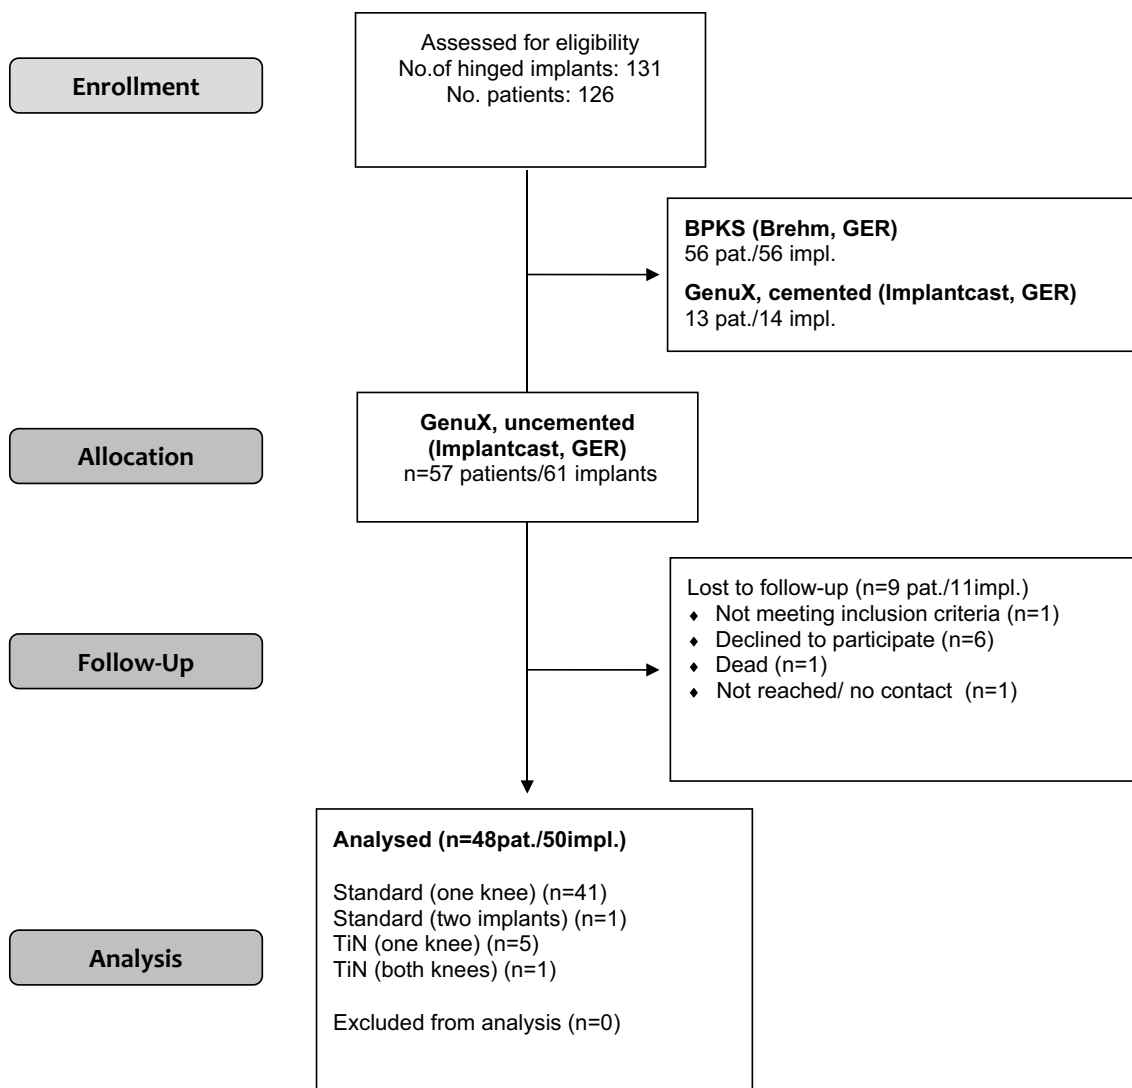 Enrollment
Assessed for eligibility
No.of hinged implants: 131
No. patients: 126
BPKS (Brehm, GER)
56 pat./56 impl.
GenuX, cemented (Implantcast, GER)
13 pat./14 impl.
Allocation
GenuX, uncemented
(Implantcast, GER)
n=57 patients/61 implants
Follow-Up
Lost to follow-up (n=9 pat./11impl.)
♦ Not meeting inclusion criteria (n=1)
♦ Declined to participate (n=6)
♦ Dead (n=1)
♦ Not reached/ no contact (n=1)
Analysis
Analysed (n=48pat./50impl.)
Standard (one knee) (n=41)
Standard (two implants) (n=1)
TiN (one knee) (n=5)
TiN (both knees) (n=1)
Excluded from analysis (n=0)